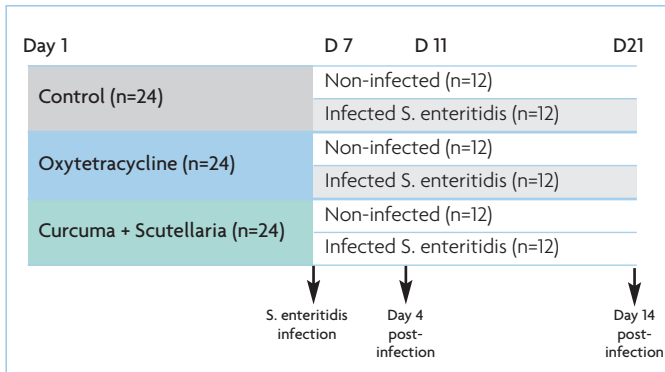 Day 1 D 7 D 11 D21
Control (n=24)
Non-infected (n=12)
Infected S. enteritidis (n=12)
Oxytetracycline (n=24)
Non-infected (n=12)
Infected S. enteritidis (n=12)
Curcuma + Scutellaria (n=24)
Non-infected (n=12)
Infected S. enteritidis (n=12)
S. enteritidis
infection
Day 4
post-
infection
Day 14
post-
infection